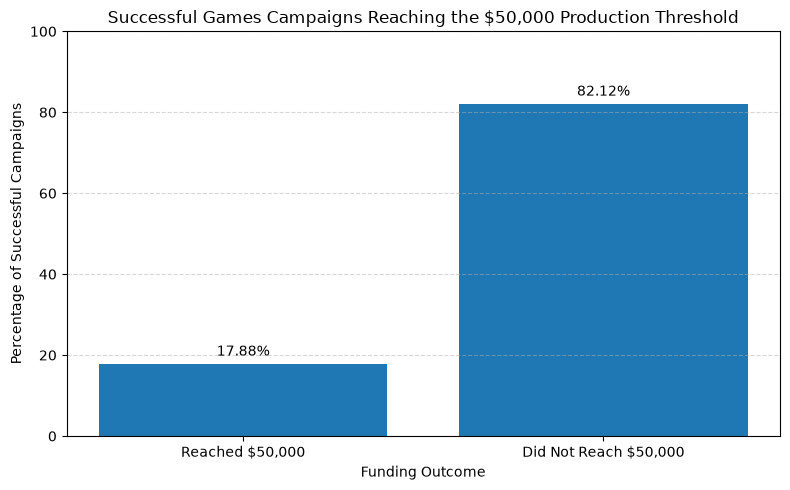 Successful Games Campaigns Reaching the $50,000 Production Threshold
Percentage of Successful Campaigns
100
80
60
40
20
0
17.88%
82.12%
Reached $50,000
Did Not Reach $50,000
Funding Outcome